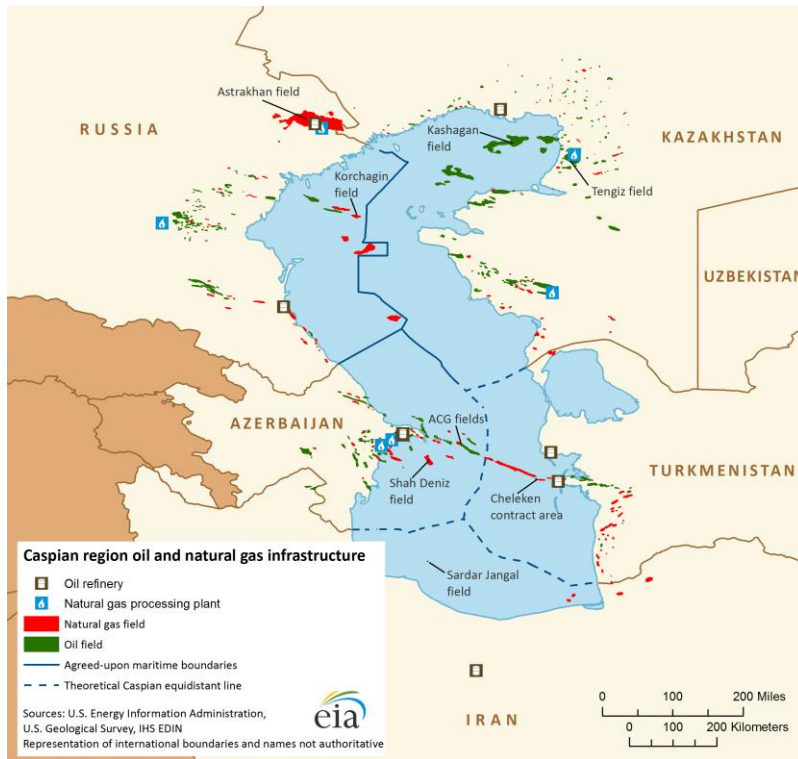 Astrakhan field
RUSSIA
Kashagan
field
KAZAKHSTAN
Korchagin
field
Tengiz field
UZBEKISTAN
AZERBAIJAN
ACG fields
TURKMENISTAN
Shah Deniz
field
Cheleken
contract area
Sardar Jangal
field
IRAN
Caspian region oil and natural gas infrastructure
Oil refinery
Natural gas processing plant
Natural gas field
Oil field
Agreed-upon maritime boundaries
Theoretical Caspian equidistant line
Sources: U.S. Energy Information Administration,
U.S. Geological Survey, IHS EDIN
Representation of international boundaries and names not authoritative
eia
0 100 200 Miles
0 100 200 Kilometers